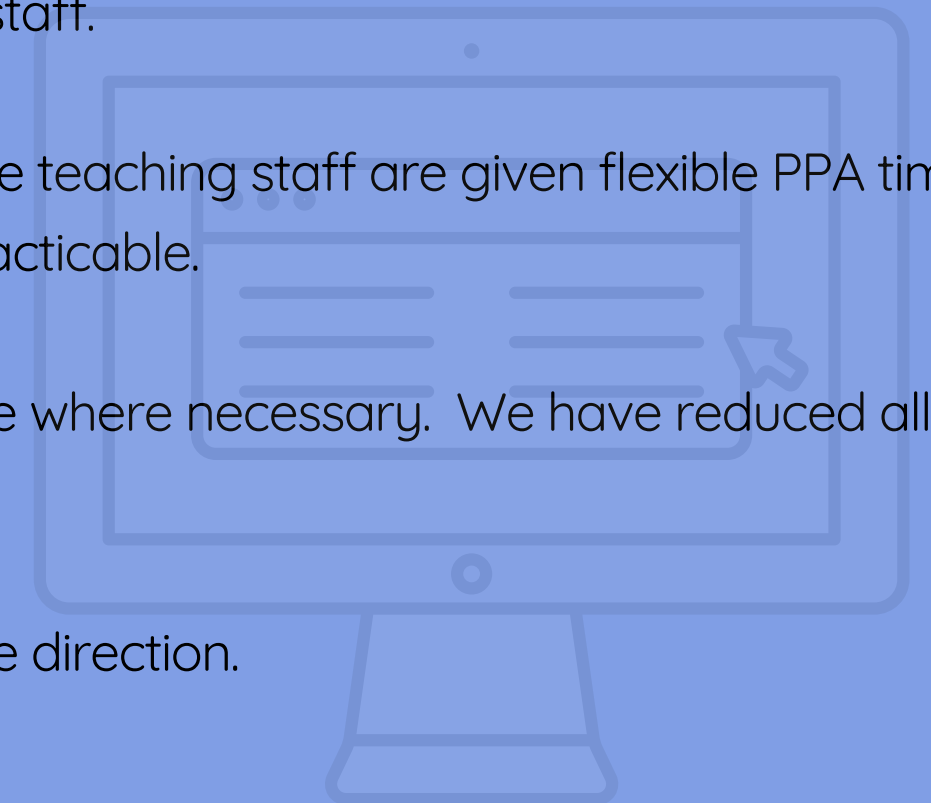 staff.
e teaching staff are given flexible PPA tim
acticable.
e where necessary.  We have reduced all
e direction.